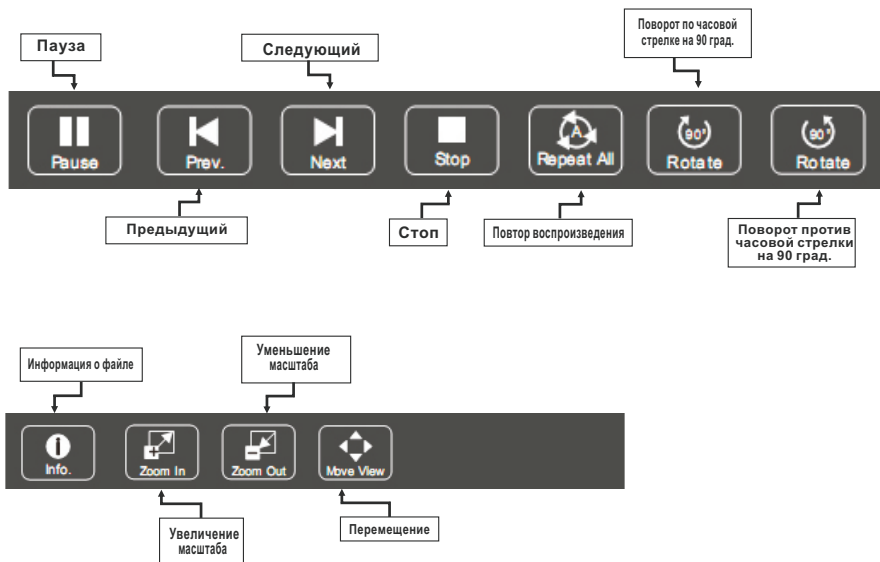 Пауза
Следующий
Поворот по часовой
стрелке на 90 град.
Pause
Prev.
Next
Stop
A
Repeat All
90°
Rotate
90°
Rotate
Предыдущий
Стоп
Повтор воспроизведения
Поворот против
часовой стрелки
на 90 град.
Информация о файле
Уменьшение
масштаба
Info.
Zoom In
Zoom Out
Move View
Увеличение
масштаба
Перемещение